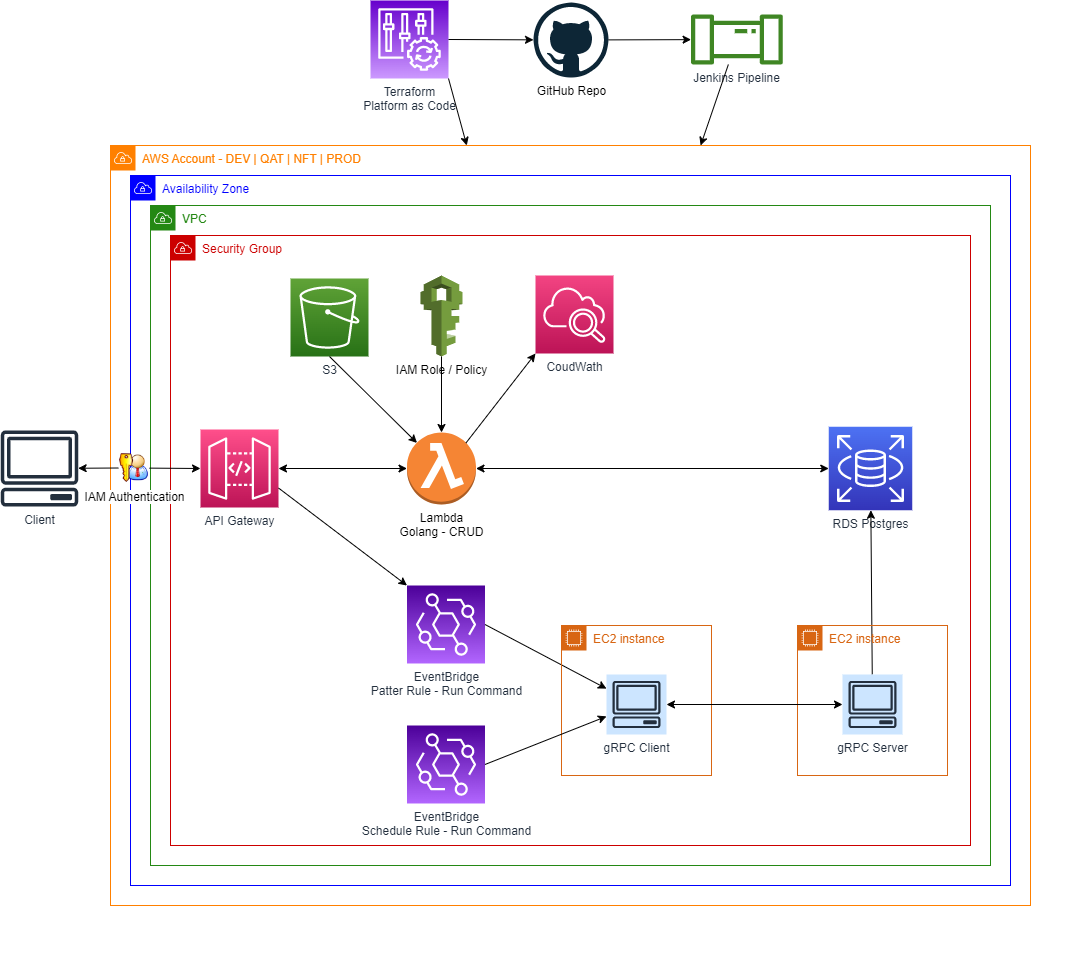 Terraform
Platform as Code
GitHub Repo
Jenkins Pipeline
AWS Account - DEV | QAT | NFT | PROD
Availability Zone
VPC
Security Group
S3
IAM Role / Policy
CoudWath
Client
IAM Authentication
</>
API Gateway
λ
Lambda
Golang - CRUD
RDS Postgres
EventBridge
Patter Rule - Run Command
EC2 instance
gRPC Client
EC2 instance
gRPC Server
EventBridge
Schedule Rule - Run Command